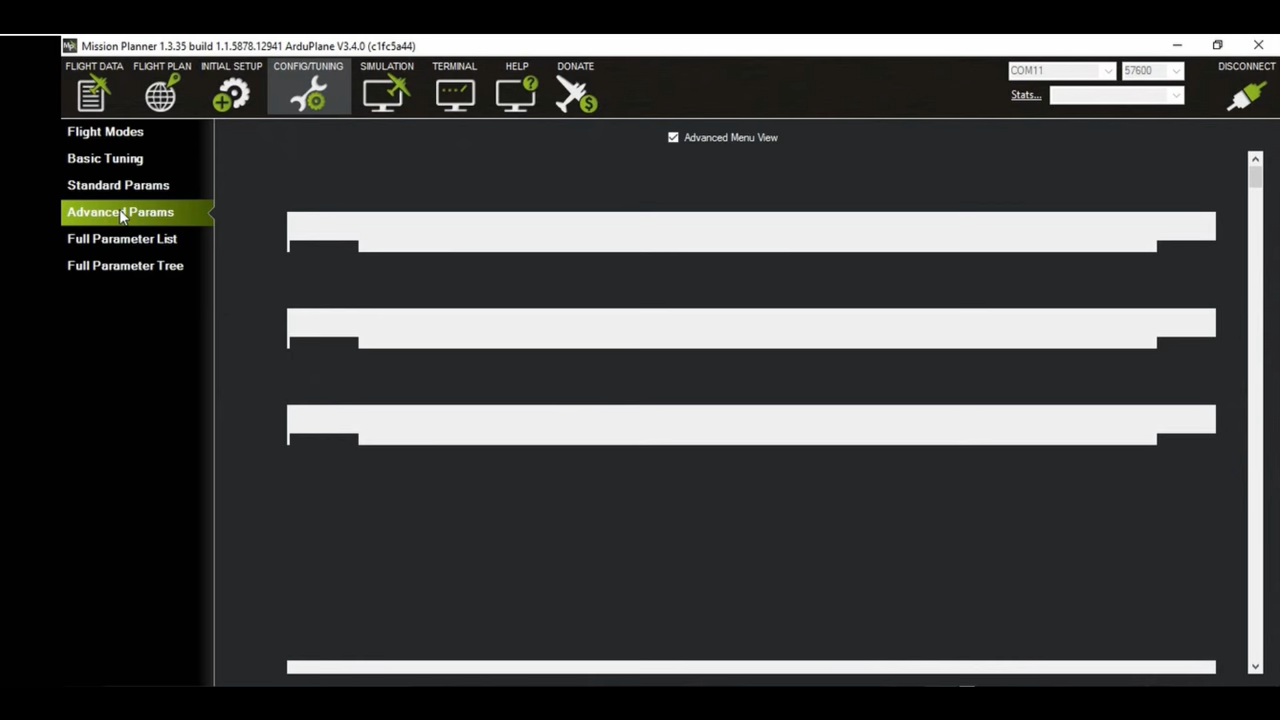 Mission Planner 1.3.35 build 1.1.5878.12941 ArduPlane V3.4.0 (c1fc5a44)
FLIGHT DATA FLIGHT PLAN INITIAL SETUP CONFIG/TUNING SIMULATION TERMINAL HELP DONATE COM11 57600 DISCONNECT
Stats...
Flight Modes
Advanced Menu View
Basic Tuning
Standard Params
Advanced Params
Full Parameter List
Full Parameter Tree